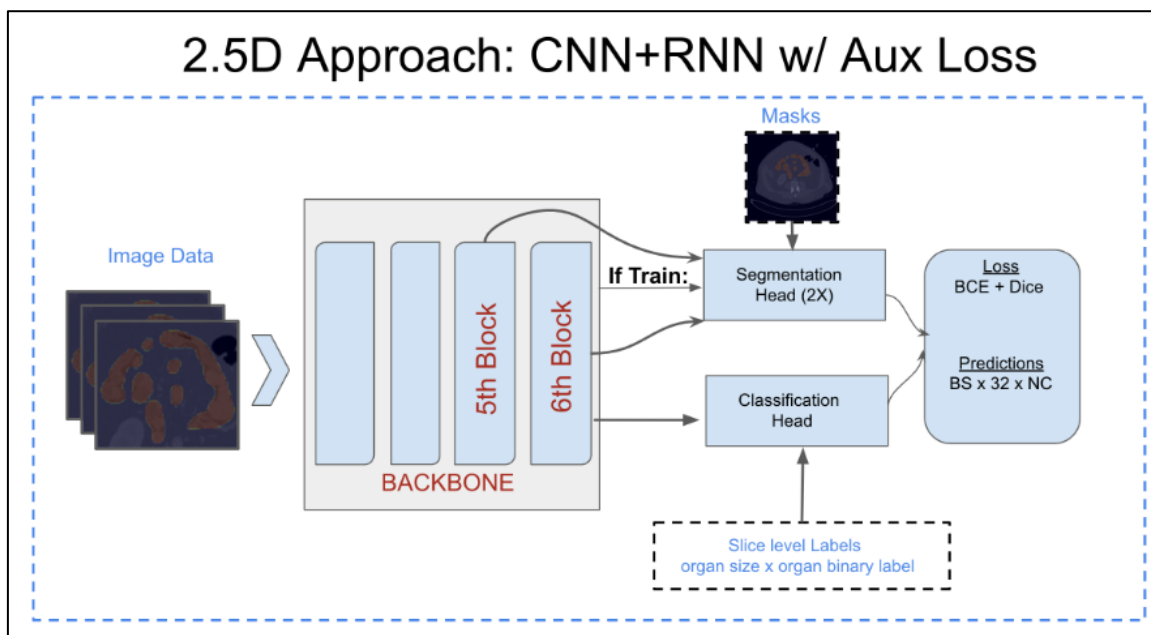 2.5D Approach: CNN+RNN w/ Aux Loss
Masks
Image Data
5th Block
6th Block
BACKBONE
If Train:
Segmentation
Head (2X)
Classification
Head
Loss
BCE + Dice
Predictions
BS x 32 x NC
Slice level Labels
organ size x organ binary label